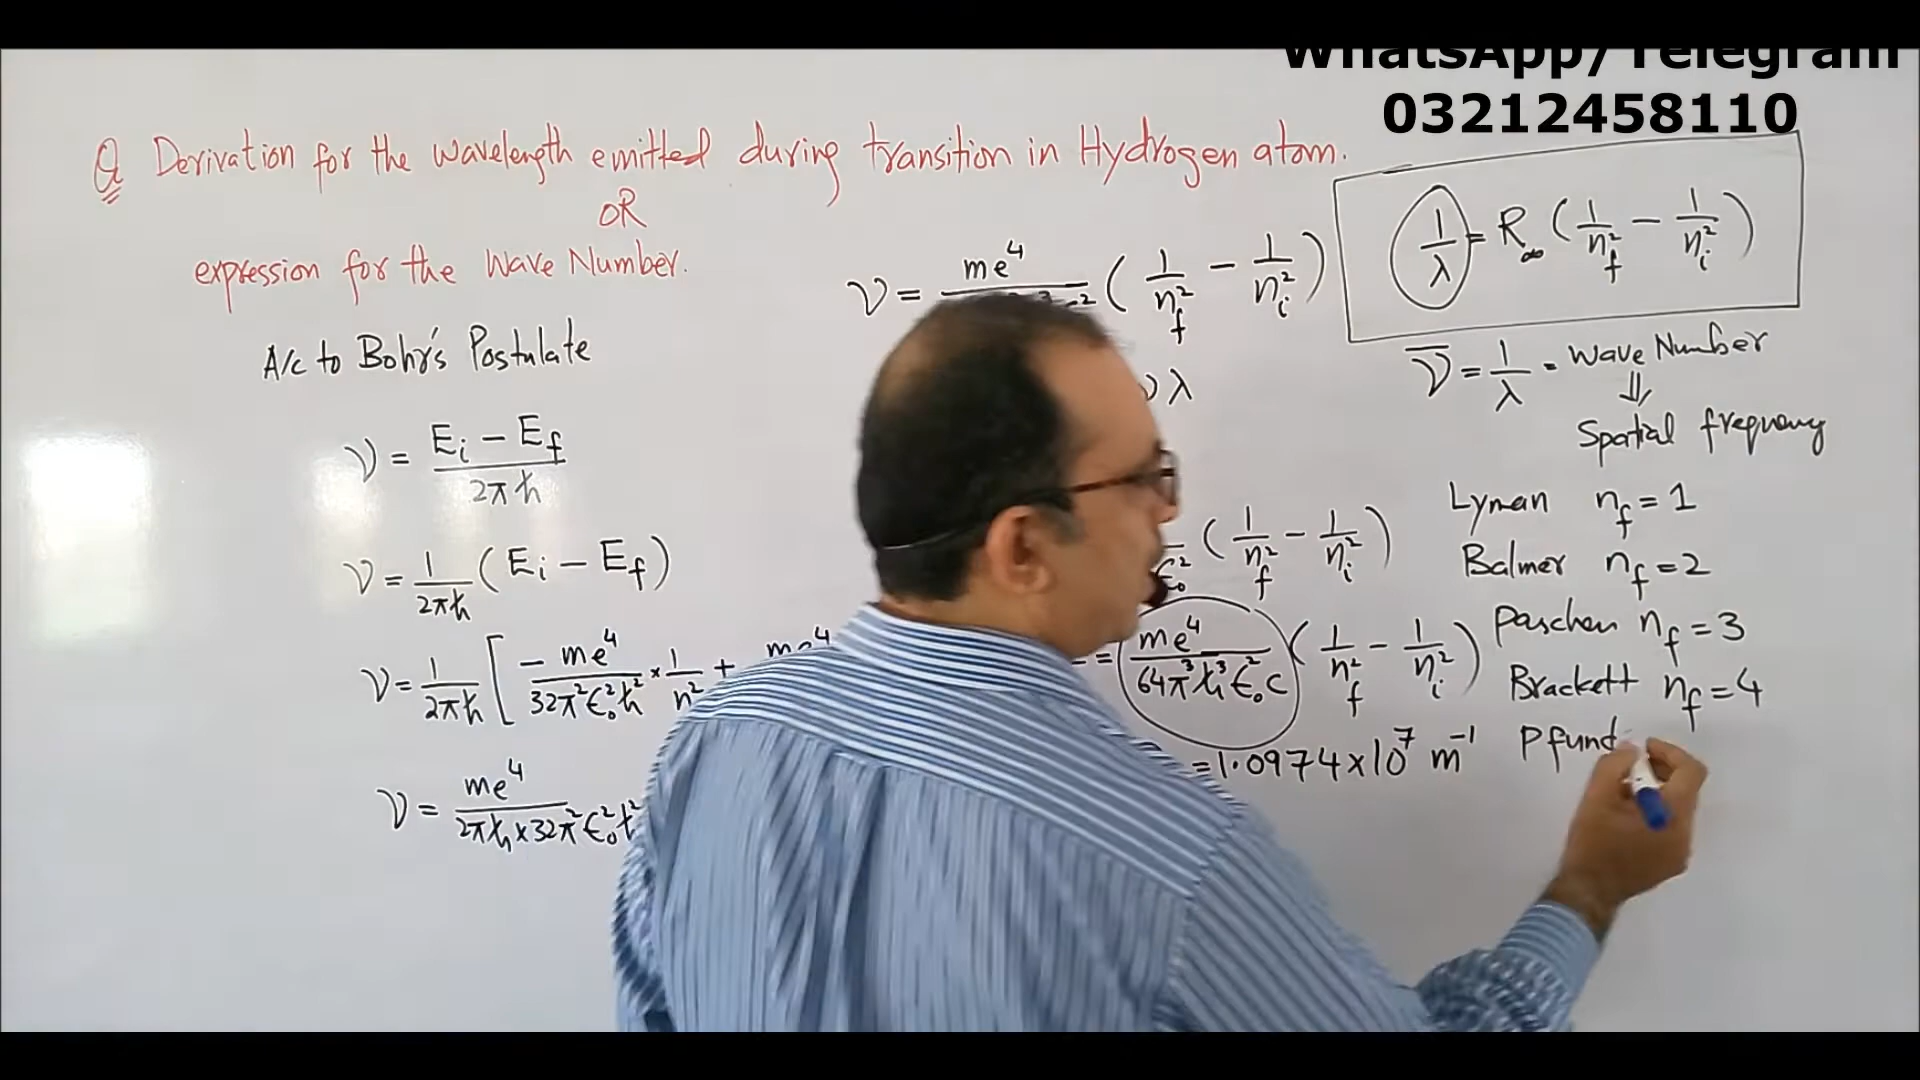 WhatsApp/Telegram
03212458110
Q Derivation for the wavelength emitted during transition in Hydrogen atom.
OR
expression for the Wave Number.
A/c to Bohr's Postulate
ν = (Ei − Ef)/2πħ
ν = 1/2πħ (Ei − Ef)
ν = 1/2πħ [ −me⁴/32π²ε₀²ħ² × 1/n² + me⁴
ν = me⁴/2πħ×32π²ε₀²ħ²
ν = me⁴ (1/nf² − 1/ni²)
νλ
ε₀² (1/nf² − 1/ni²)
= me⁴/64π³ħ³ε₀²c (1/nf² − 1/ni²)
= 1.0974×10⁷ m⁻¹
1/λ = R∞ (1/nf² − 1/ni²)
ν̅ = 1/λ = Wave Number
⇓
Spatial frequency
Lyman nf = 1
Balmer nf = 2
Paschen nf = 3
Brackett nf = 4
Pfund